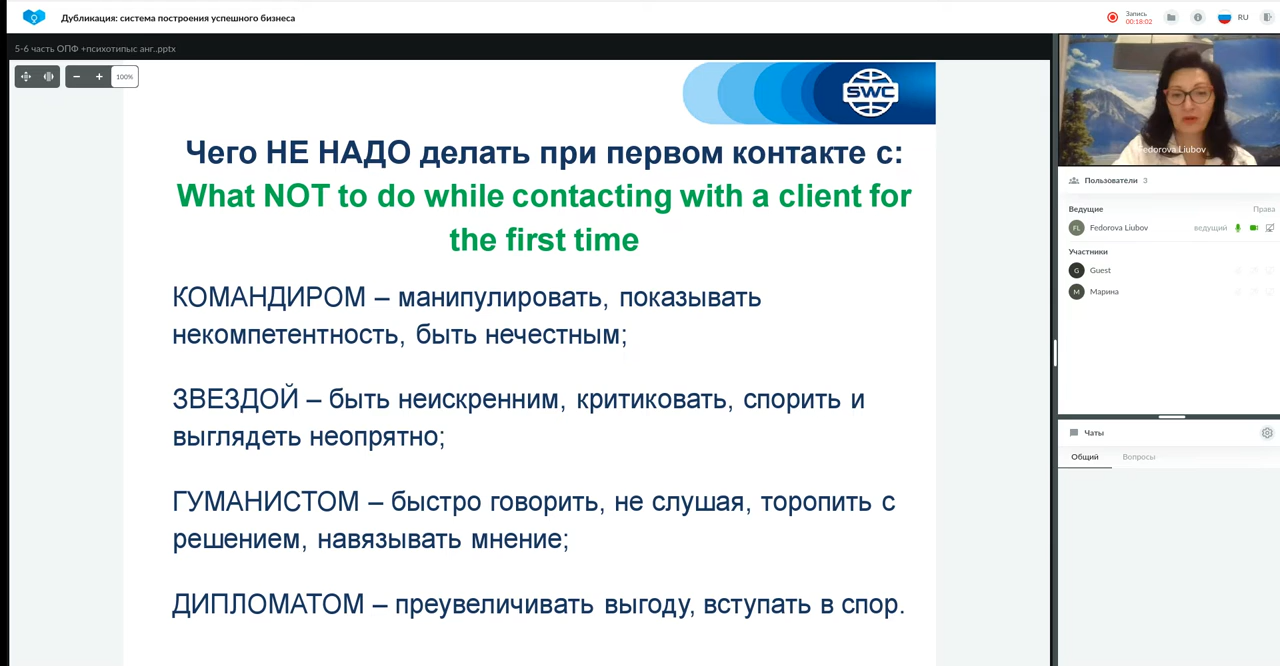 Дубликация: система построения успешного бизнеса
Запись
00:18:02
RU
5-6 часть ОПФ +психотипыс анг..pptx
100%
SWC
Чего НЕ НАДО делать при первом контакте с:
What NOT to do while contacting with a client for
the first time
КОМАНДИРОМ – манипулировать, показывать
некомпетентность, быть нечестным;
ЗВЕЗДОЙ – быть неискренним, критиковать, спорить и
выглядеть неопрятно;
ГУМАНИСТОМ – быстро говорить, не слушая, торопить с
решением, навязывать мнение;
ДИПЛОМАТОМ – преувеличивать выгоду, вступать в спор.
Fedorova Liubov
Пользователи 3
Ведущие Права
FL Fedorova Liubov ведущий
Участники
G Guest
М Марина
Чаты
Общий Вопросы